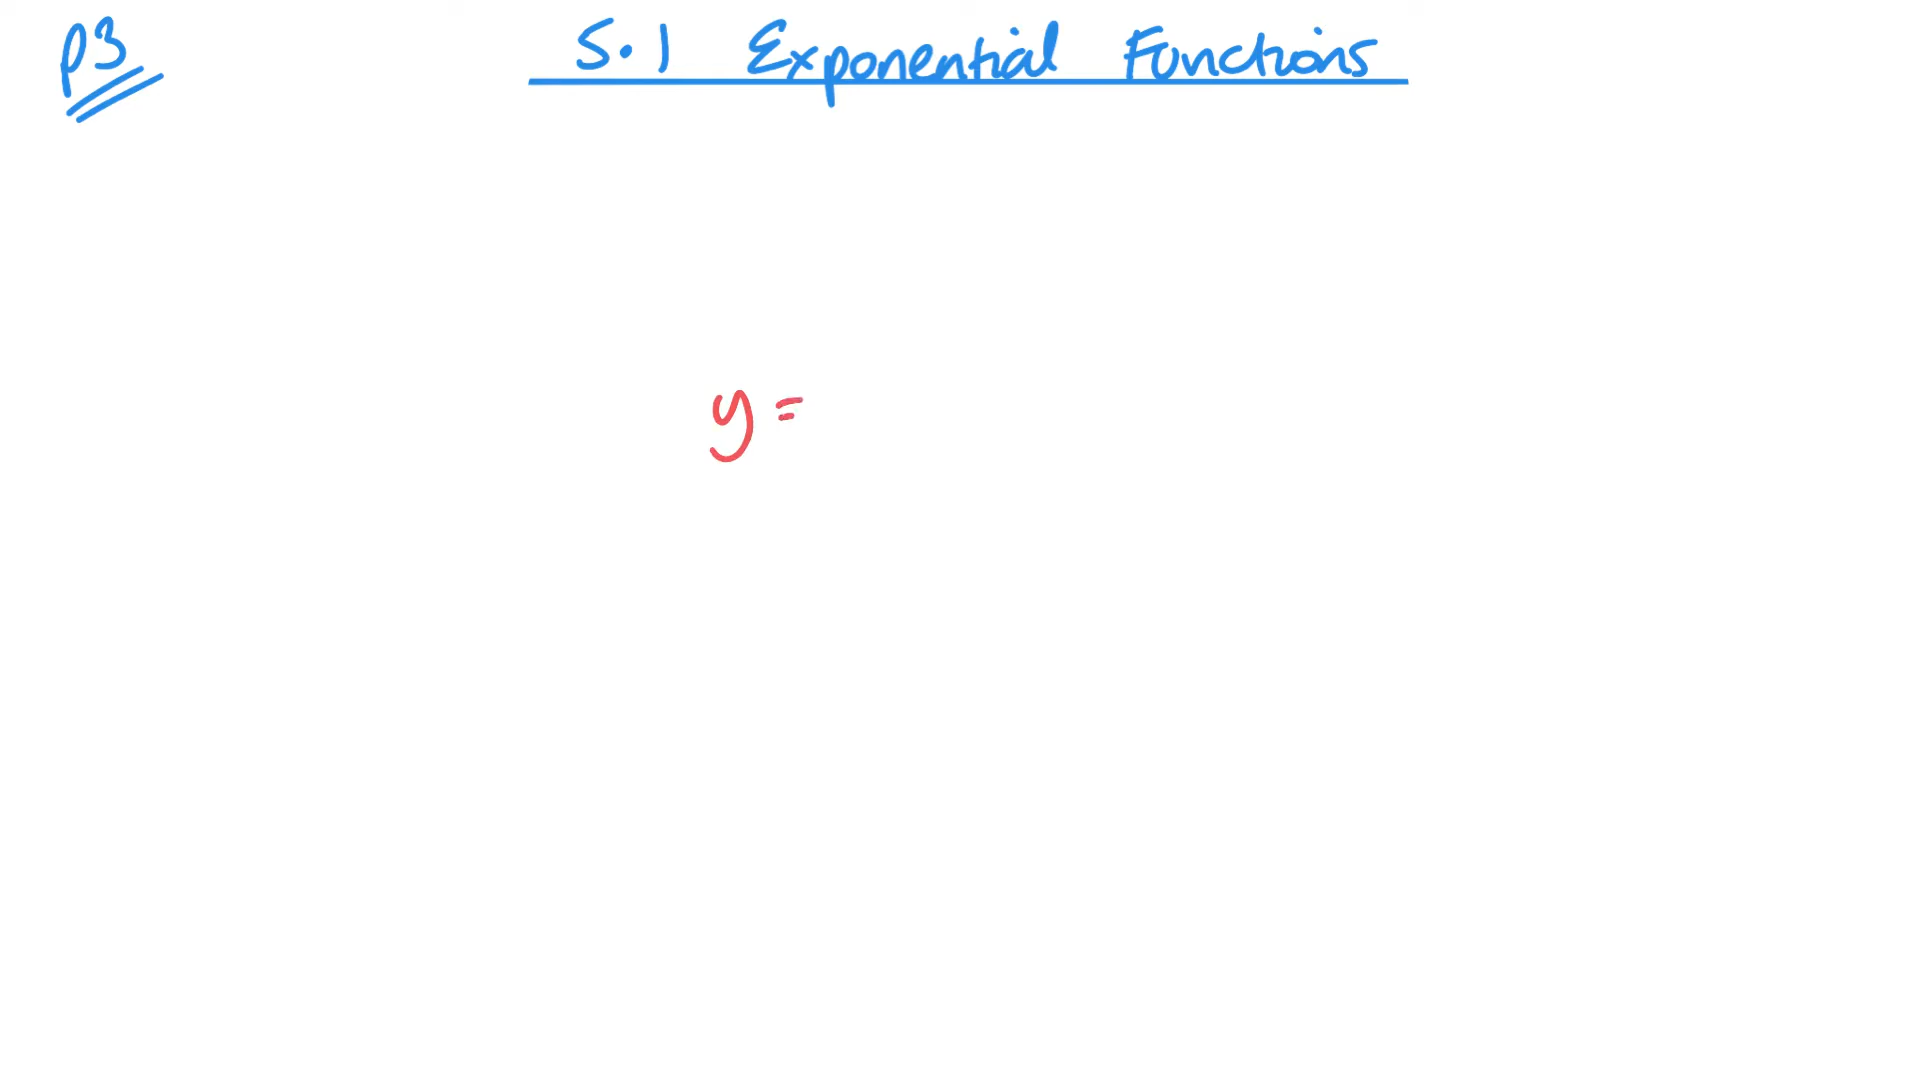 P3
5.1 Exponential Functions
y =